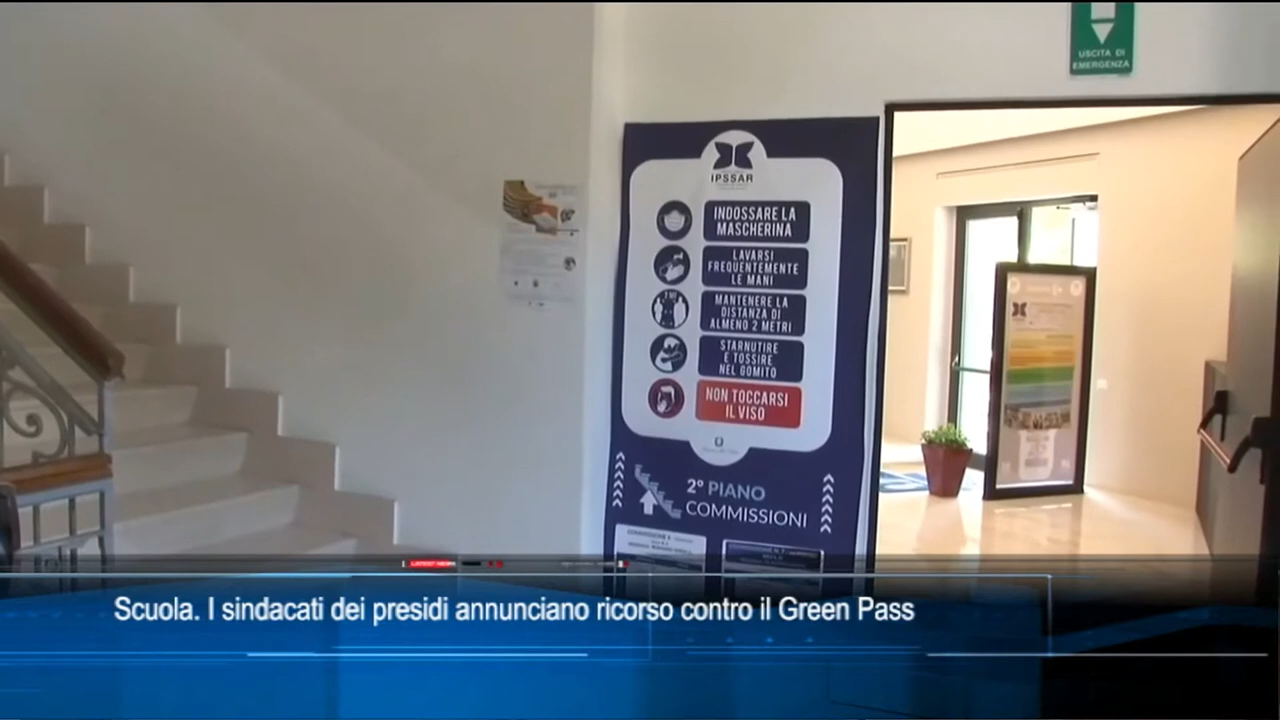 USCITA DI
EMERGENZA
IPSSAR
INDOSSARE LA
MASCHERINA
LAVARSI
FREQUENTEMENTE
LE MANI
MANTENERE LA
DISTANZA DI
ALMENO 2 METRI
STARNUTIRE
E TOSSIRE
NEL GOMITO
NON TOCCARSI
IL VISO
2° PIANO
COMMISSIONI
LATEST NEWS
Scuola. I sindacati dei presidi annunciano ricorso contro il Green Pass